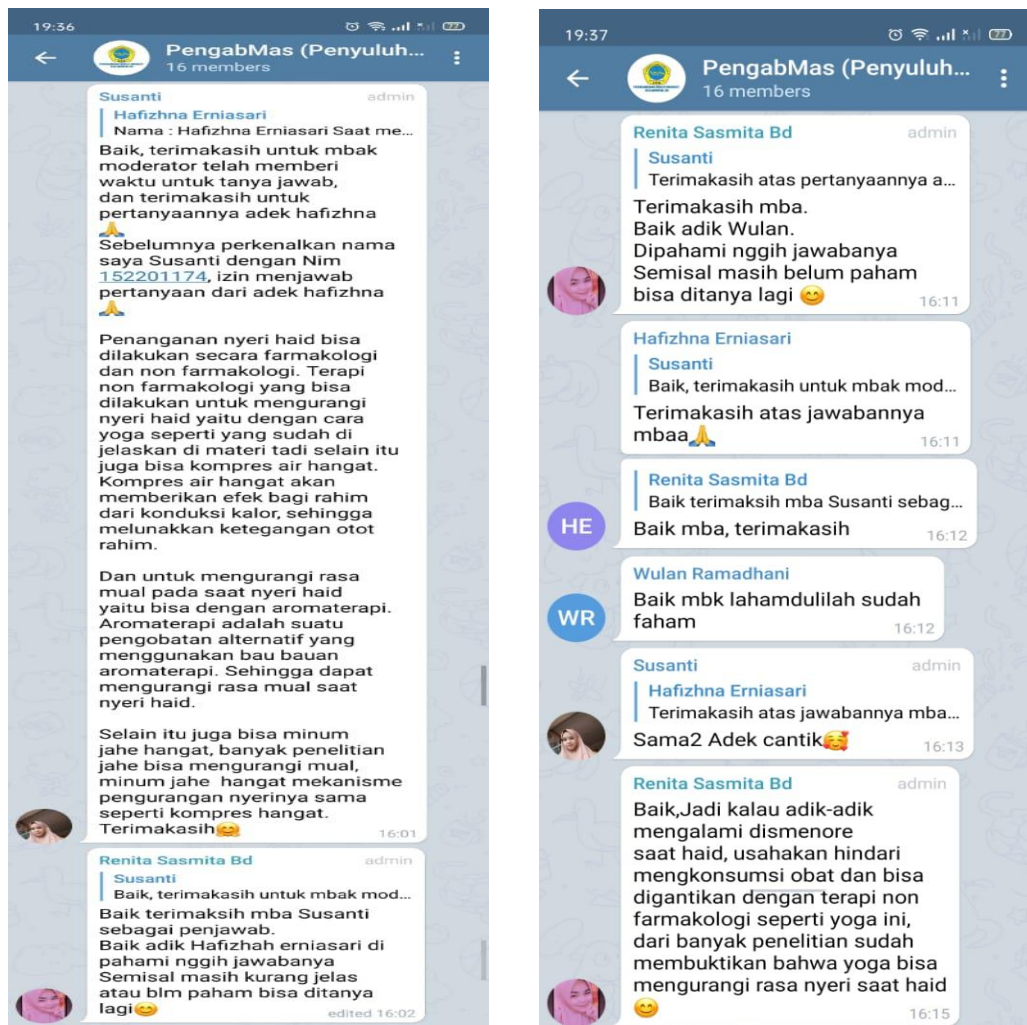 19:36
77
PengabMas (Penyuluh...
16 members
Susanti admin
Hafizhna Erniasari
Nama : Hafizhna Erniasari Saat me...
Baik, terimakasih untuk mbak
moderator telah memberi
waktu untuk tanya jawab,
dan terimakasih untuk
pertanyaannya adek hafizhna
🙏
Sebelumnya perkenalkan nama
saya Susanti dengan Nim
152201174, izin menjawab
pertanyaan dari adek hafizhna
🙏
Penanganan nyeri haid bisa
dilakukan secara farmakologi
dan non farmakologi. Terapi
non farmakologi yang bisa
dilakukan untuk mengurangi
nyeri haid yaitu dengan cara
yoga seperti yang sudah di
jelaskan di materi tadi selain itu
juga bisa kompres air hangat.
Kompres air hangat akan
memberikan efek bagi rahim
dari konduksi kalor, sehingga
melunakkan ketegangan otot
rahim.
Dan untuk mengurangi rasa
mual pada saat nyeri haid
yaitu bisa dengan aromaterapi.
Aromaterapi adalah suatu
pengobatan alternatif yang
menggunakan bau bauan
aromaterapi. Sehingga dapat
mengurangi rasa mual saat
nyeri haid.
Selain itu juga bisa minum
jahe hangat, banyak penelitian
jahe bisa mengurangi mual,
minum jahe hangat mekanisme
pengurangan nyerinya sama
seperti kompres hangat.
Terimakasih🤗 16:01
Renita Sasmita Bd admin
Susanti
Baik, terimakasih untuk mbak mod...
Baik terimaksih mba Susanti
sebagai penjawab.
Baik adik Hafizhah erniasari di
pahami nggih jawabanya
Semisal masih kurang jelas
atau blm paham bisa ditanya
lagi😊 edited 16:02
19:37
77
PengabMas (Penyuluh...
16 members
Renita Sasmita Bd admin
Susanti
Terimakasih atas pertanyaannya a...
Terimakasih mba.
Baik adik Wulan.
Dipahami nggih jawabanya
Semisal masih belum paham
bisa ditanya lagi 😊 16:11
Hafizhna Erniasari
Susanti
Baik, terimakasih untuk mbak mod...
Terimakasih atas jawabannya
mbaa🙏 16:11
Renita Sasmita Bd
Baik terimaksih mba Susanti sebag...
HE
Baik mba, terimakasih 16:12
Wulan Ramadhani
WR
Baik mbk lahamdulilah sudah
faham 16:12
Susanti admin
Hafizhna Erniasari
Terimakasih atas jawabannya mba...
Sama2 Adek cantik🥰 16:13
Renita Sasmita Bd admin
Baik,Jadi kalau adik-adik
mengalami dismenore
saat haid, usahakan hindari
mengkonsumsi obat dan bisa
digantikan dengan terapi non
farmakologi seperti yoga ini,
dari banyak penelitian sudah
membuktikan bahwa yoga bisa
mengurangi rasa nyeri saat haid
😊 16:15